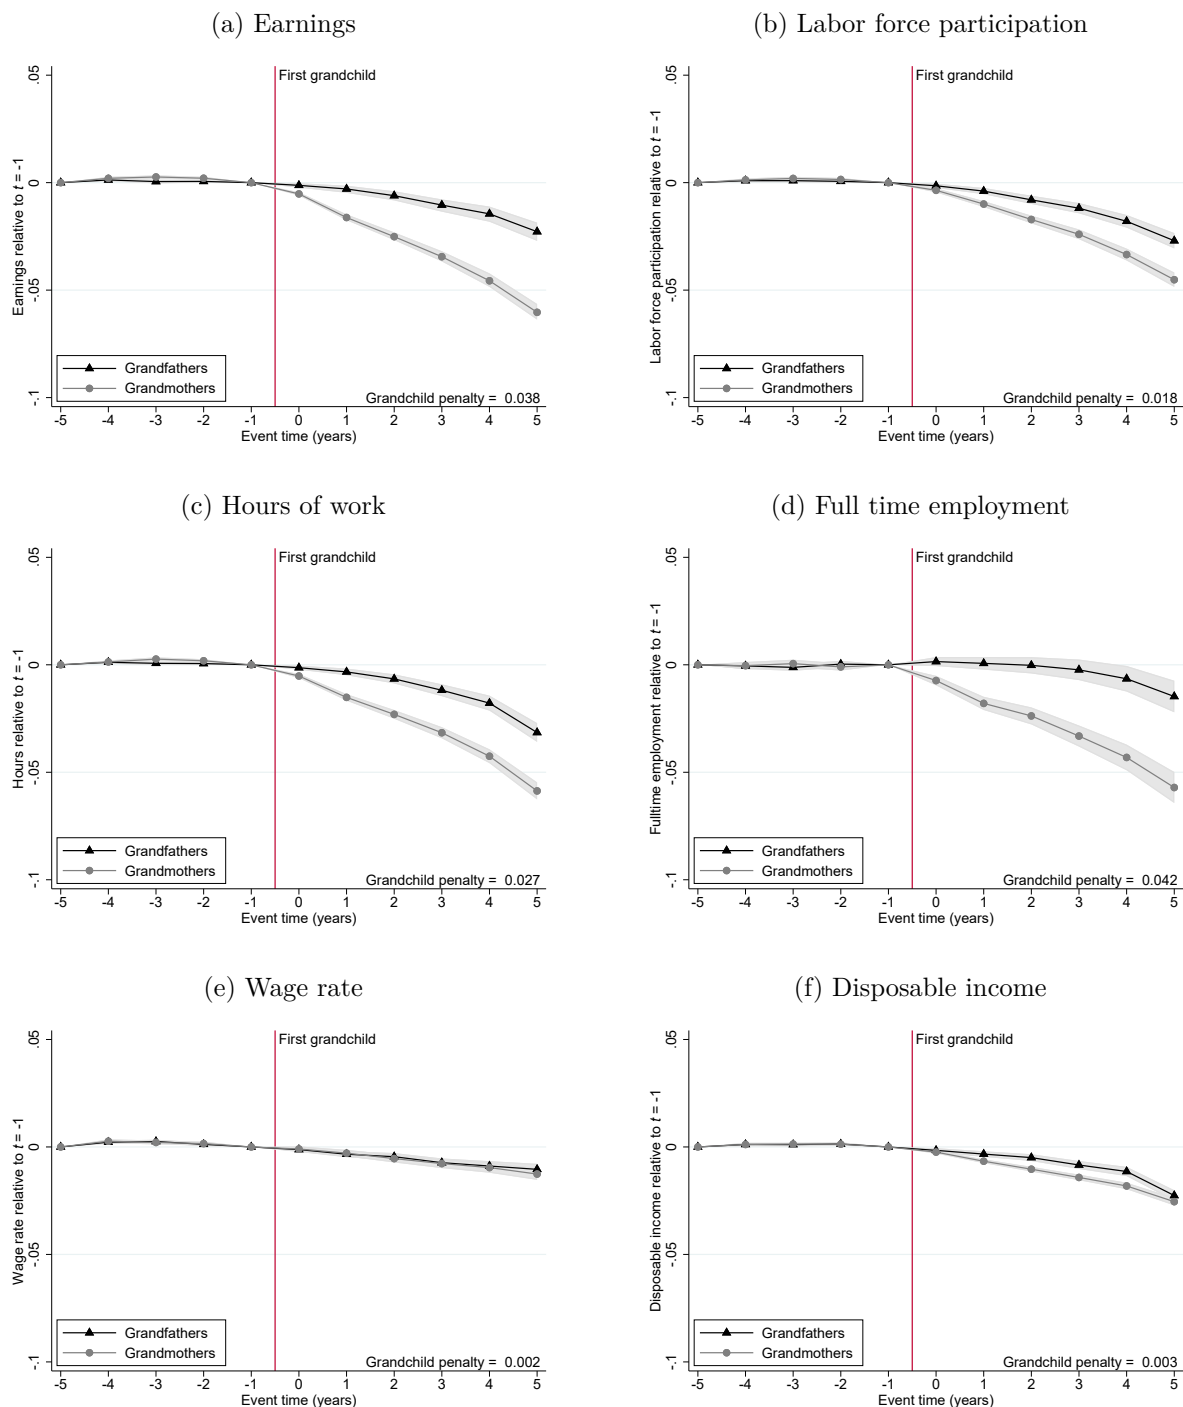 (a) Earnings
Earnings relative to t = -1
.05
0
-.05
-.1
First grandchild
Grandfathers
Grandmothers
Grandchild penalty = 0.038
-5 -4 -3 -2 -1 0 1 2 3 4 5
Event time (years)
(b) Labor force participation
Labor force participation relative to t = -1
.05
0
-.05
-.1
First grandchild
Grandfathers
Grandmothers
Grandchild penalty = 0.018
-5 -4 -3 -2 -1 0 1 2 3 4 5
Event time (years)
(c) Hours of work
Hours relative to t = -1
.05
0
-.05
-.1
First grandchild
Grandfathers
Grandmothers
Grandchild penalty = 0.027
-5 -4 -3 -2 -1 0 1 2 3 4 5
Event time (years)
(d) Full time employment
Fulltime employment relative to t = -1
.05
0
-.05
-.1
First grandchild
Grandfathers
Grandmothers
Grandchild penalty = 0.042
-5 -4 -3 -2 -1 0 1 2 3 4 5
Event time (years)
(e) Wage rate
Wage rate relative to t = -1
.05
0
-.05
-.1
First grandchild
Grandfathers
Grandmothers
Grandchild penalty = 0.002
-5 -4 -3 -2 -1 0 1 2 3 4 5
Event time (years)
(f) Disposable income
Disposable income relative to t = -1
.05
0
-.05
-.1
First grandchild
Grandfathers
Grandmothers
Grandchild penalty = 0.003
-5 -4 -3 -2 -1 0 1 2 3 4 5
Event time (years)